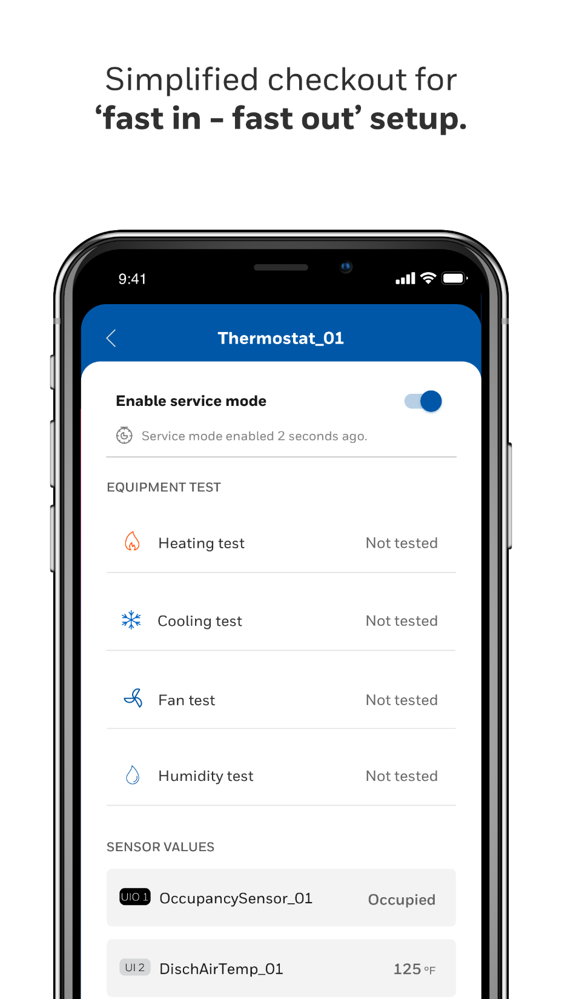 Simplified checkout for
‘fast in - fast out’ setup.
9:41
Thermostat_01
Enable service mode
Service mode enabled 2 seconds ago.
EQUIPMENT TEST
Heating test Not tested
Cooling test Not tested
Fan test Not tested
Humidity test Not tested
SENSOR VALUES
UIO 1 OccupancySensor_01 Occupied
UI 2 DischAirTemp_01 125 ºF